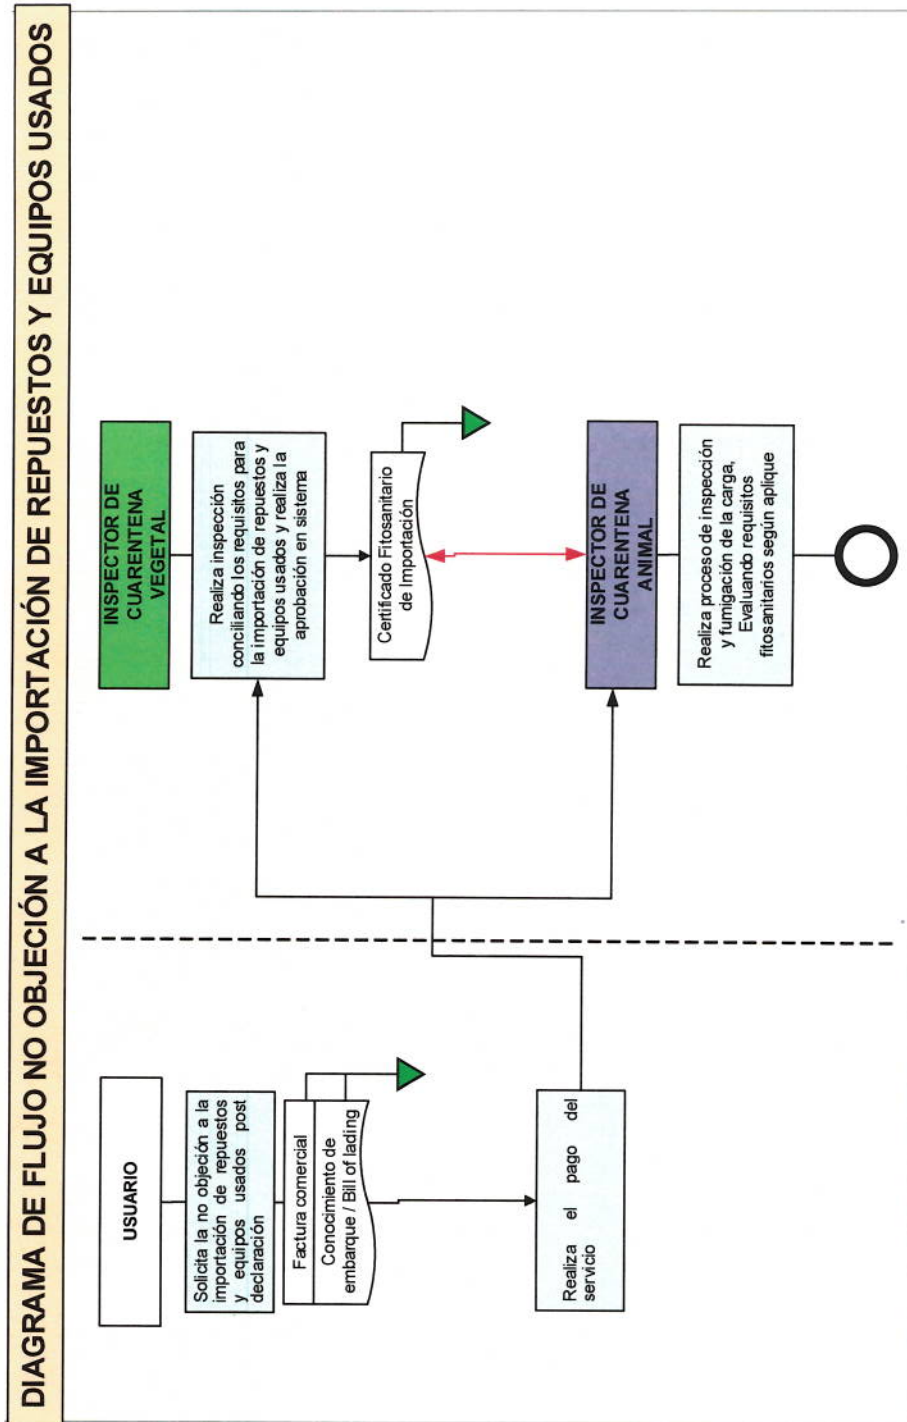 DIAGRAMA DE FLUJO NO OBJECIÓN A LA IMPORTACIÓN DE REPUESTOS Y EQUIPOS USADOS
USUARIO
Solicita la no objeción a la
importación de repuestos
y equipos usados post
declaración
Factura comercial
Conocimiento de
embarque / Bill of lading
Realiza el pago del
servicio
INSPECTOR DE
CUARENTENA
VEGETAL
Realiza inspección
conciliando los requisitos para
la importación de repuestos y
equipos usados y realiza la
aprobación en sistema
Certificado Fitosanitario
de Importación
INSPECTOR DE
CUARENTENA
ANIMAL
Realiza proceso de inspección
y fumigación de la carga,
Evaluando requisitos
fitosanitarios según aplique